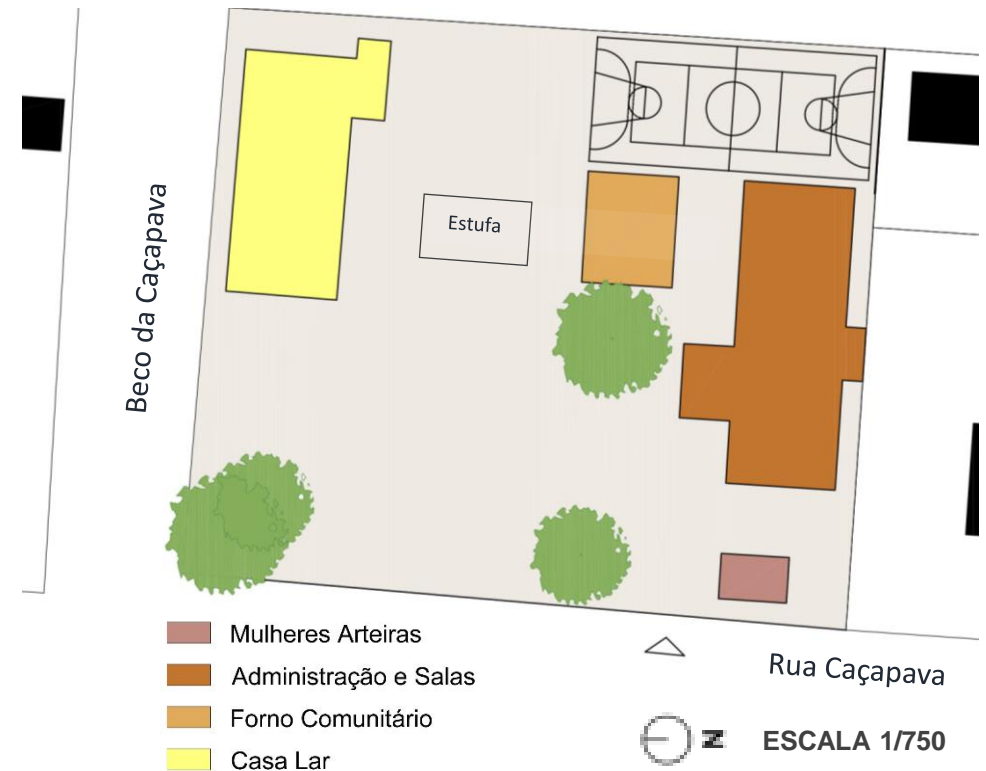 Estufa
Beco da Caçapava
Mulheres Arteiras
Administração e Salas
Forno Comunitário
Casa Lar
Rua Caçapava
N
ESCALA 1/750